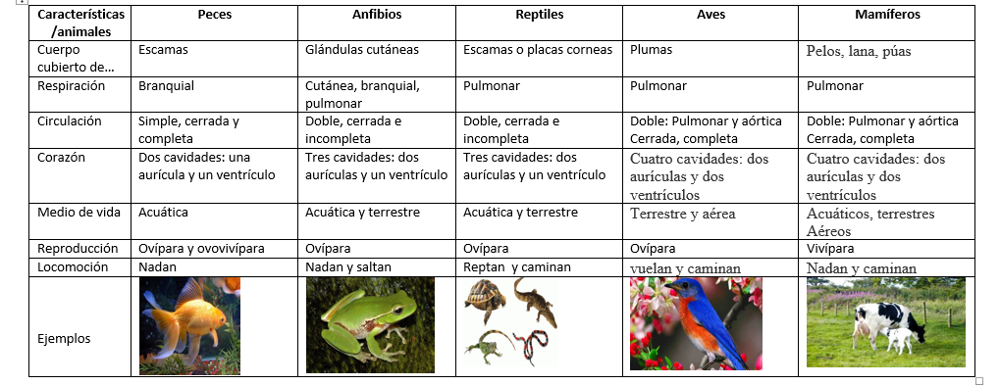 Características /animales	Peces	Anfibios	Reptiles	Aves	Mamíferos
Cuerpo cubierto de…	Escamas	Glándulas cutáneas	Escamas o placas corneas	Plumas	Pelos, lana, púas
Respiración	Branquial	Cutánea, branquial, pulmonar	Pulmonar	Pulmonar	Pulmonar
Circulación	Simple, cerrada y completa	Doble, cerrada e incompleta	Doble, cerrada e incompleta	Doble: Pulmonar y aórtica Cerrada, completa	Doble: Pulmonar y aórtica Cerrada, completa
Corazón	Dos cavidades: una aurícula y un ventrículo	Tres cavidades: dos aurículas y un ventrículo	Tres cavidades: dos aurículas y un ventrículo	Cuatro cavidades: dos aurículas y dos ventrículos	Cuatro cavidades: dos aurículas y dos ventrículos
Medio de vida	Acuática	Acuática y terrestre	Acuática y terrestre	Terrestre y aérea	Acuáticos, terrestres Aéreos
Reproducción	Ovípara y ovovivípara	Ovípara	Ovípara	Ovípara	Vivípara
Locomoción	Nadan	Nadan y saltan	Reptan y caminan	vuelan y caminan	Nadan y caminan
Ejemplos